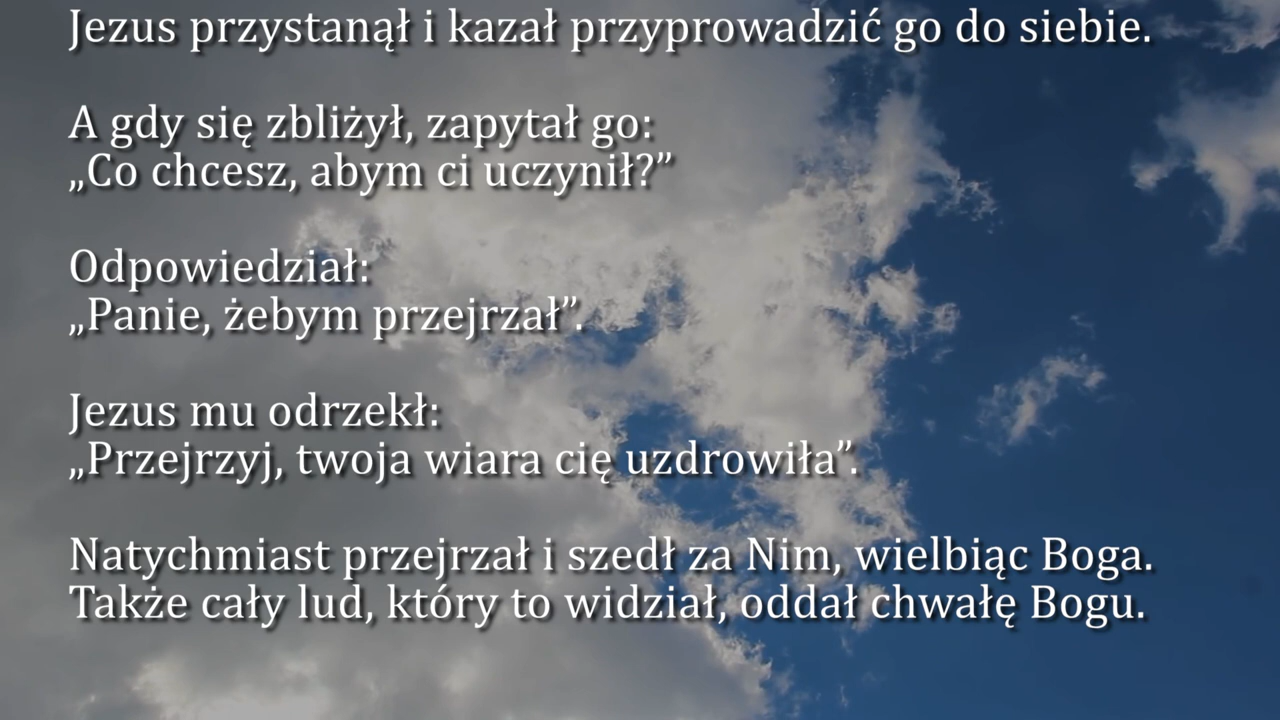 Jezus przystanął i kazał przyprowadzić go do siebie.
A gdy się zbliżył, zapytał go:
„Co chcesz, abym ci uczynił?”
Odpowiedział:
„Panie, żebym przejrzał”.
Jezus mu odrzekł:
„Przejrzyj, twoja wiara cię uzdrowiła”.
Natychmiast przejrzał i szedł za Nim, wielbiąc Boga.
Także cały lud, który to widział, oddał chwałę Bogu.